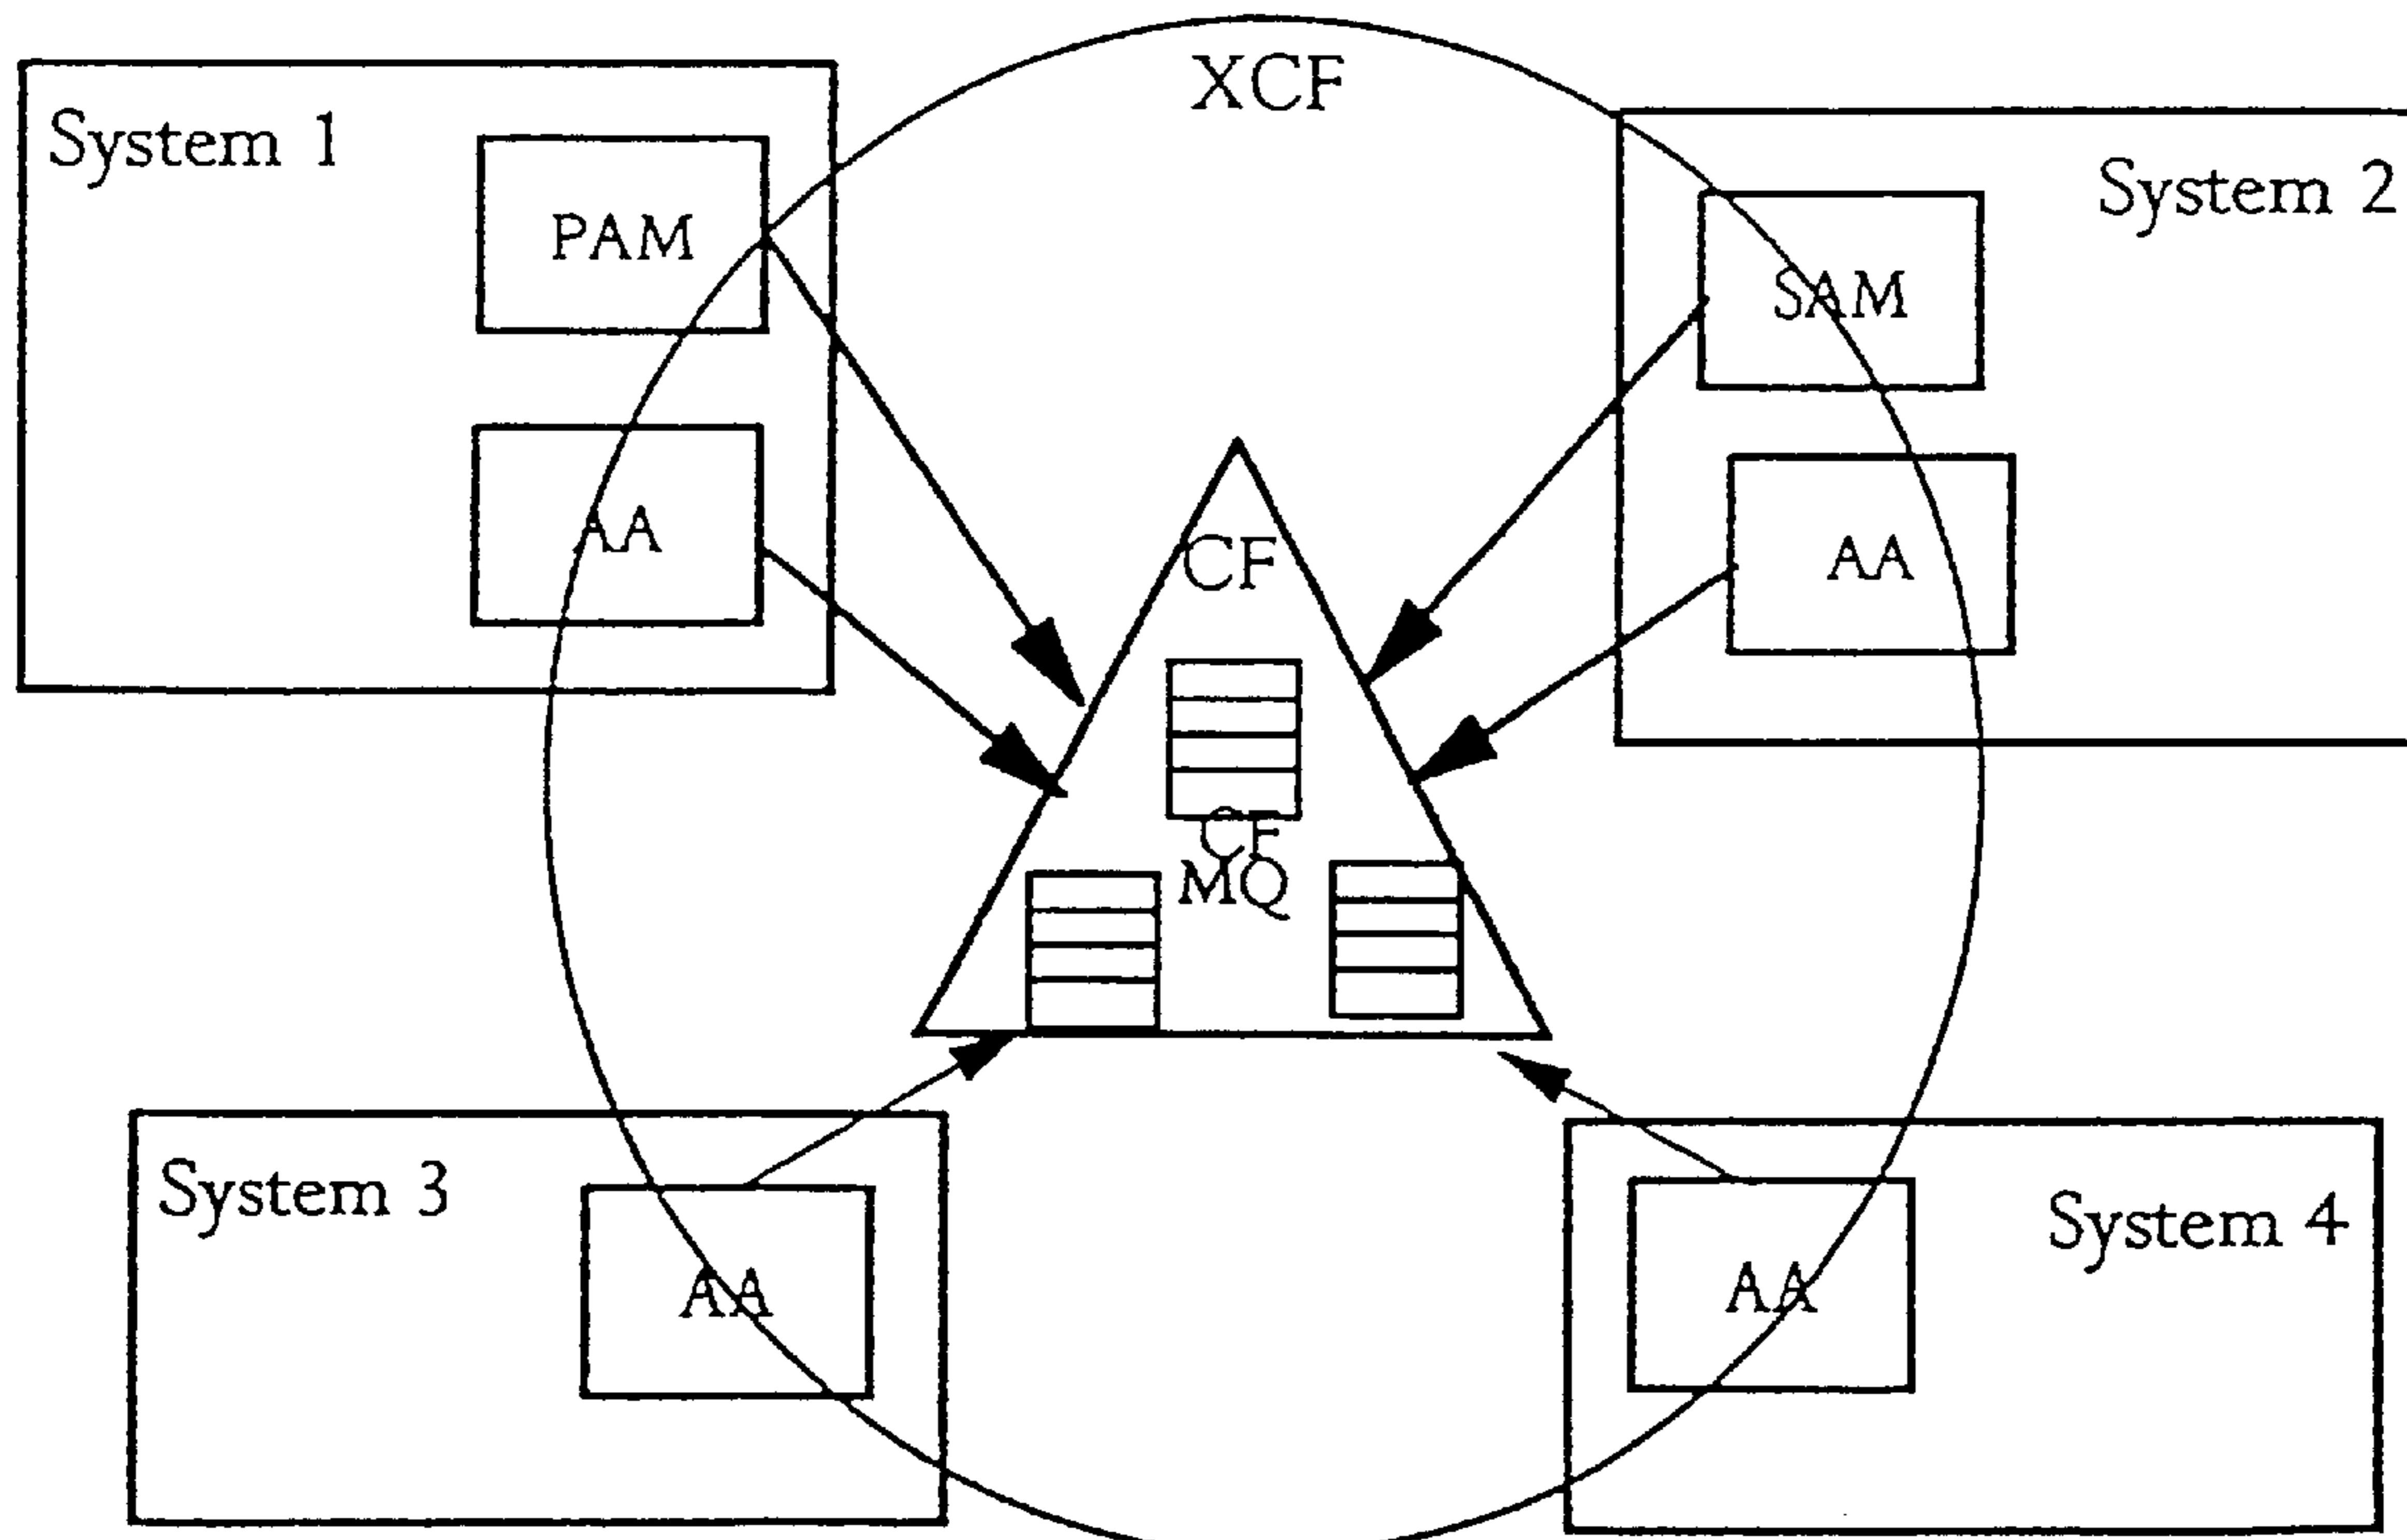 XCF
System 1
PAM
AA
System 2
SAM
AA
CF
CF
MQ
System 3
AA
System 4
AA